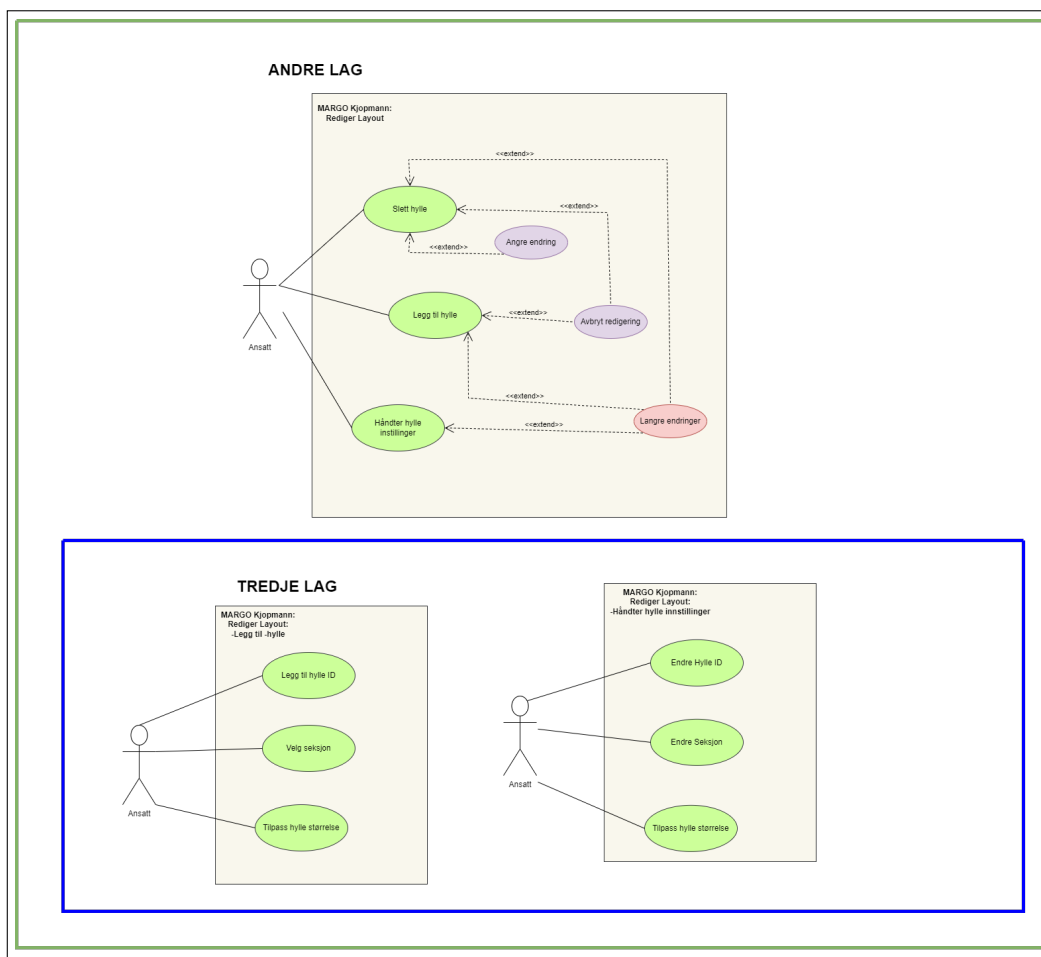 ANDRE LAG
MARGO Kjopmann:
Rediger Layout
<<extend>>
Slett hylle
<<extend>>
<<extend>>
Angre endring
Legg til hylle
<<extend>>
Avbryt redigering
Ansatt
<<extend>>
Håndter hylle
instillinger
<<extend>>
Langre endringer
TREDJE LAG
MARGO Kjopmann:
Rediger Layout:
-Legg til -hylle
Legg til hylle ID
Velg seksjon
Ansatt
Tilpass hylle størrelse
MARGO Kjopmann:
Rediger Layout:
-Håndter hylle innstillinger
Endre Hylle ID
Endre Seksjon
Ansatt
Tilpass hylle størrelse